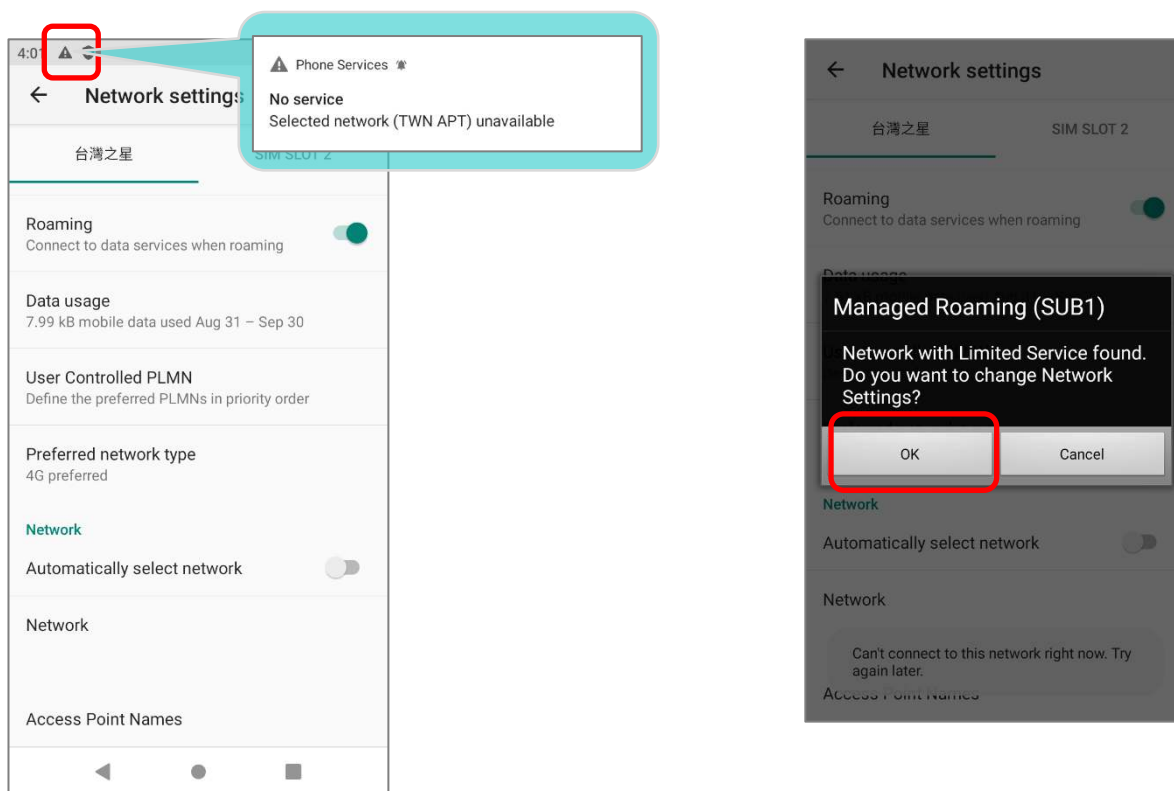 4:01
Phone Services
No service
Selected network (TWN APT) unavailable
Network settings
台灣之星
SIM SLOT 2
Roaming
Connect to data services when roaming
Data usage
7.99 kB mobile data used Aug 31 – Sep 30
User Controlled PLMN
Define the preferred PLMNs in priority order
Preferred network type
4G preferred
Network
Automatically select network
Network
Access Point Names
Network settings
台灣之星
SIM SLOT 2
Roaming
Connect to data services when roaming
Data usage
Managed Roaming (SUB1)
Network with Limited Service found.
Do you want to change Network
Settings?
OK
Cancel
Network
Automatically select network
Network
Can't connect to this network right now. Try
again later.
Access Point Names